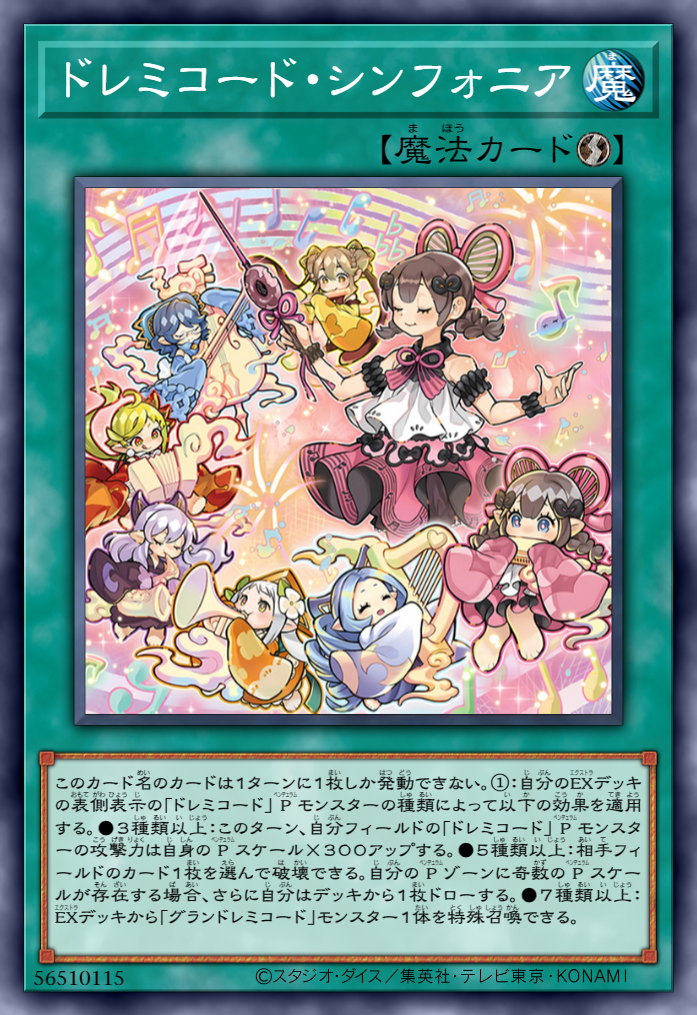 ドレミコード・シンフォニア 魔
【魔法カード】
このカード名のカードは1ターンに1枚しか発動できない。①：自分のEXデッキ
の表側表示の「ドレミコード」Pモンスターの種類によって以下の効果を適用
する。●3種類以上：このターン、自分フィールドの「ドレミコード」Pモンスタ
ーの攻撃力は自身のPスケール×300アップする。●5種類以上：相手フィ
ールドのカード1枚を選んで破壊できる。自分のPゾーンに奇数のPスケー
ルが存在する場合、さらに自分はデッキから1枚ドローする。●7種類以上：
EXデッキから「グランドレミコード」モンスター1体を特殊召喚できる。
56510115 ©スタジオ・ダイス／集英社・テレビ東京・KONAMI